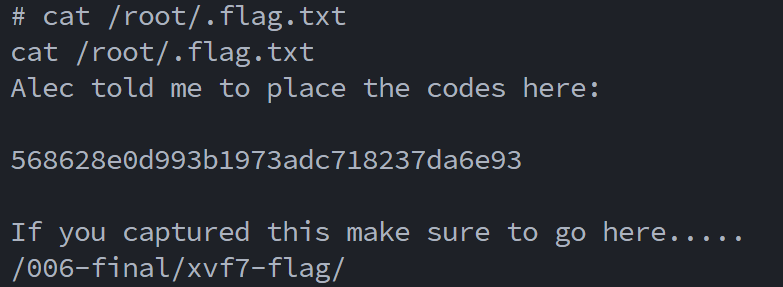 # cat /root/.flag.txt
cat /root/.flag.txt
Alec told me to place the codes here:
568628e0d993b1973adc718237da6e93
If you captured this make sure to go here.....
/006-final/xvf7-flag/